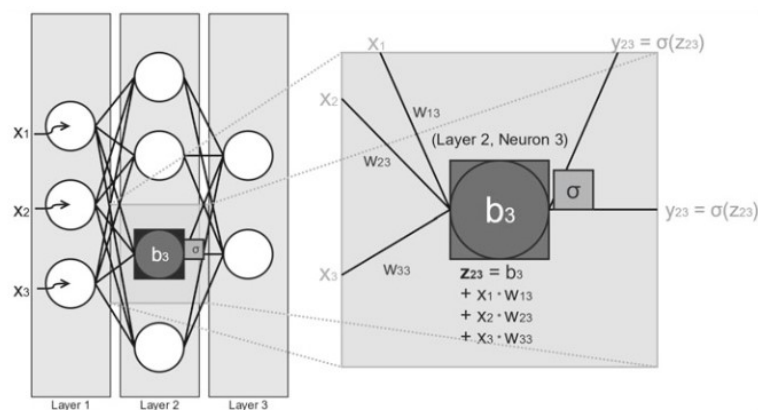 X1
X2
X3
b3
σ
Layer 1
Layer 2
Layer 3
X1
y23 = σ(z23)
X2
W13
(Layer 2, Neuron 3)
W23
σ
b3
y23 = σ(z23)
X3
W33
z23 = b3
+ X1 · W13
+ X2 · W23
+ X3 · W33